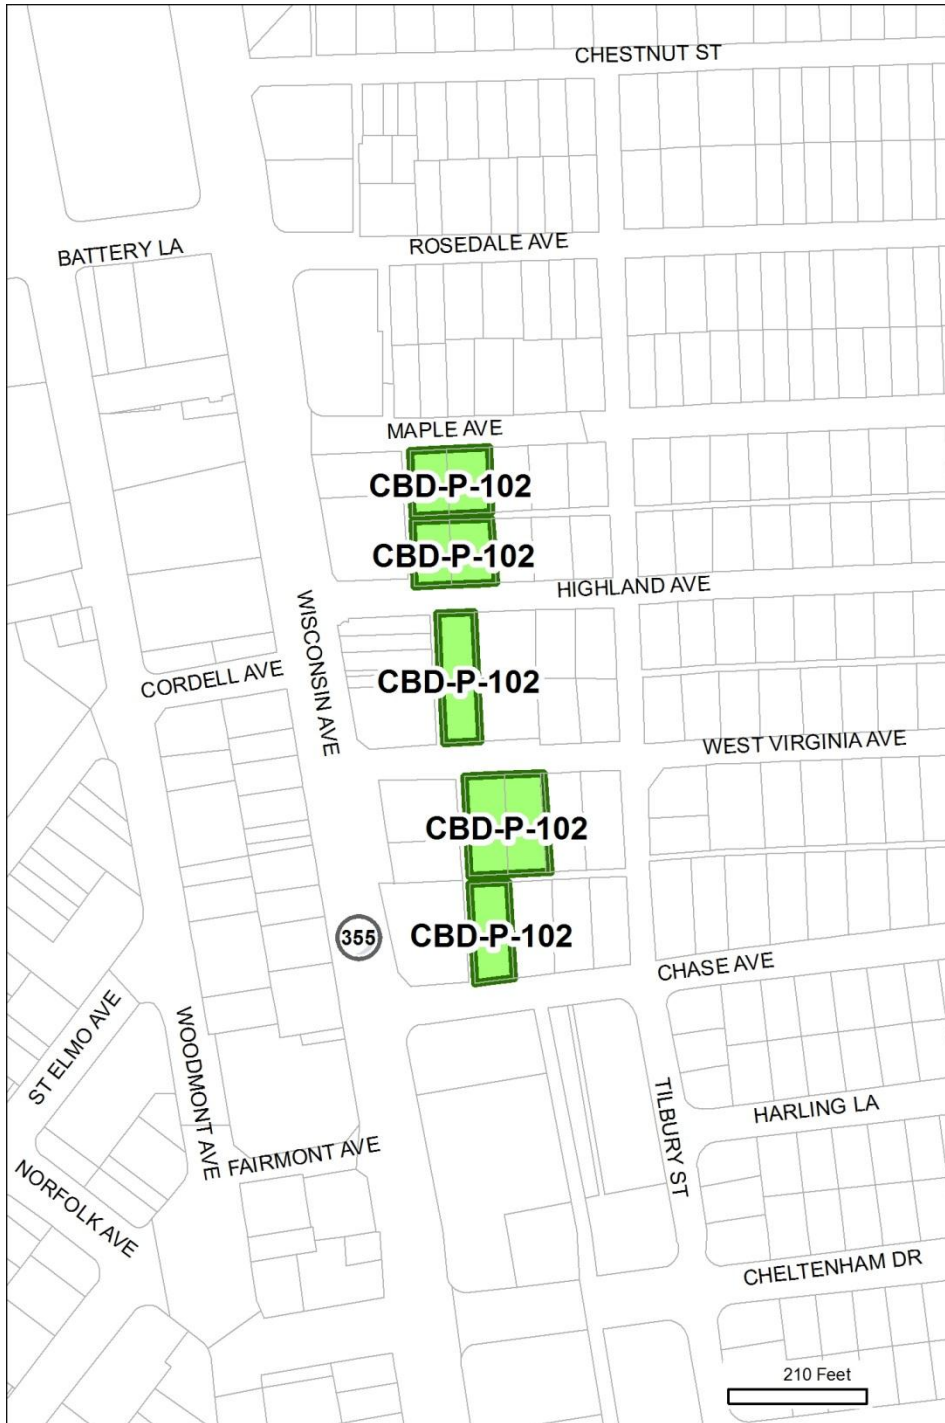 CHESTNUT ST
BATTERY LA
ROSEDALE AVE
MAPLE AVE
CBD-P-102
CBD-P-102
HIGHLAND AVE
WISCONSIN AVE
CORDELL AVE
CBD-P-102
WEST VIRGINIA AVE
CBD-P-102
355
CBD-P-102
CHASE AVE
ST ELMO AVE
WOODMONT AVE
TILBURY ST
HARLING LA
FAIRMONT AVE
NORFOLK AVE
CHELTENHAM DR
210 Feet